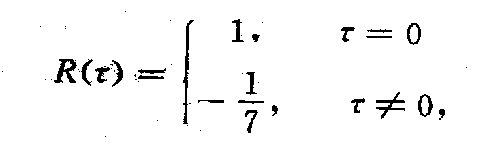 R(τ) = { 1, τ = 0
−1/7, τ ≠ 0,